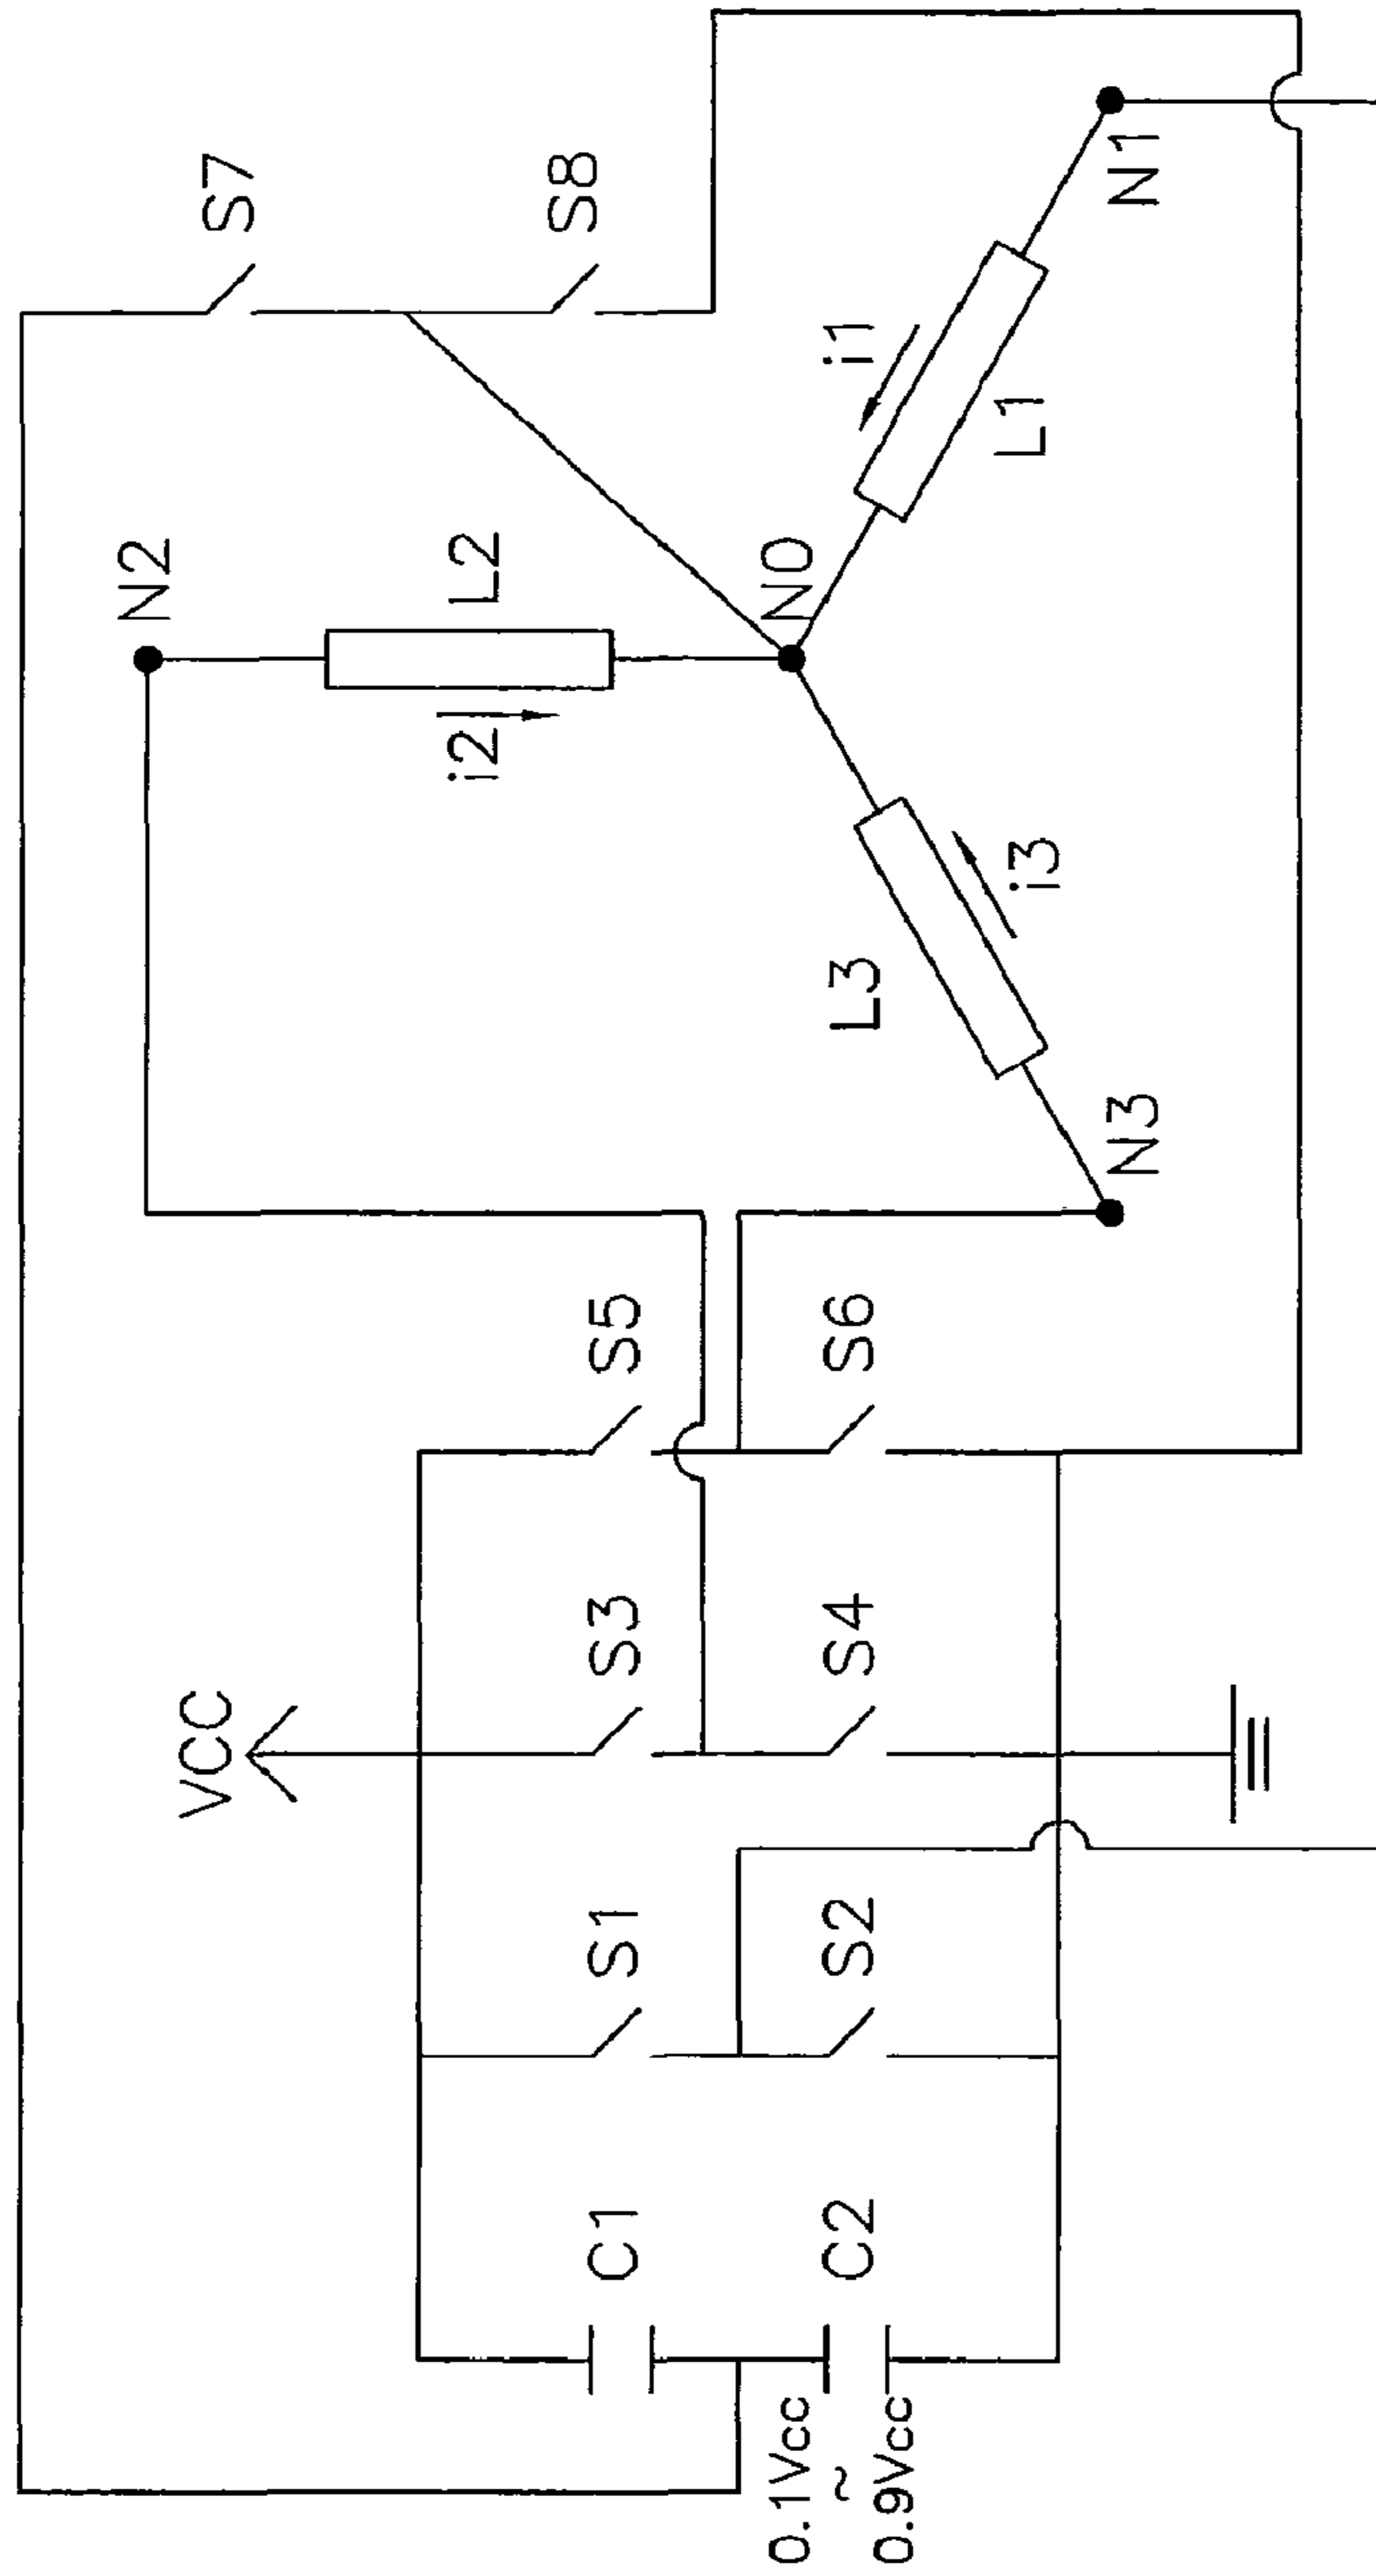 VCC
C1
C2
0.1Vcc
~
0.9Vcc
S1
S2
S3
S4
S5
S6
S7
S8
N2
L2
i2
N0
i1
L1
N1
L3
i3
N3